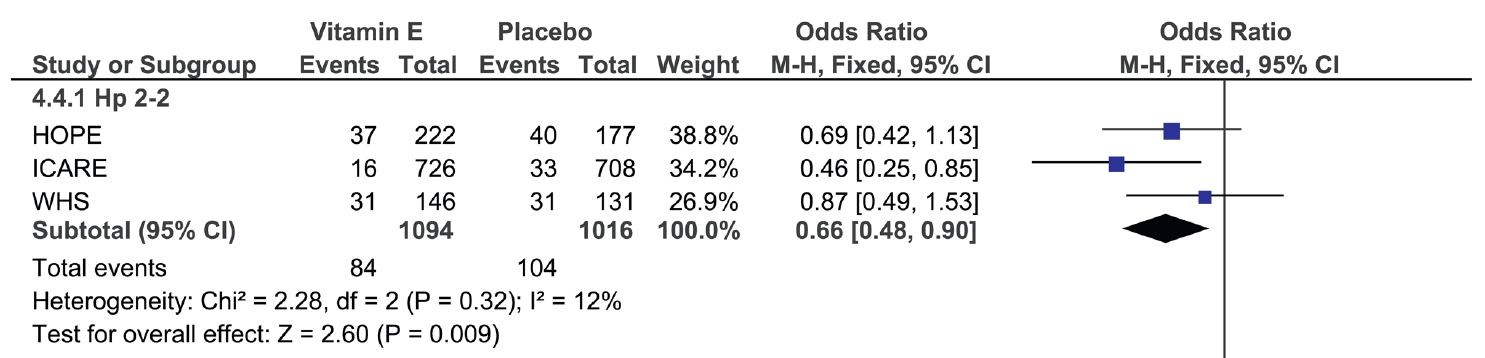 Vitamin E Placebo Odds Ratio Odds Ratio
Study or Subgroup Events Total Events Total Weight M-H, Fixed, 95% CI M-H, Fixed, 95% CI
4.4.1 Hp 2-2
HOPE 37 222 40 177 38.8% 0.69 [0.42, 1.13]
ICARE 16 726 33 708 34.2% 0.46 [0.25, 0.85]
WHS 31 146 31 131 26.9% 0.87 [0.49, 1.53]
Subtotal (95% CI) 1094 1016 100.0% 0.66 [0.48, 0.90]
Total events 84 104
Heterogeneity: Chi² = 2.28, df = 2 (P = 0.32); I² = 12%
Test for overall effect: Z = 2.60 (P = 0.009)